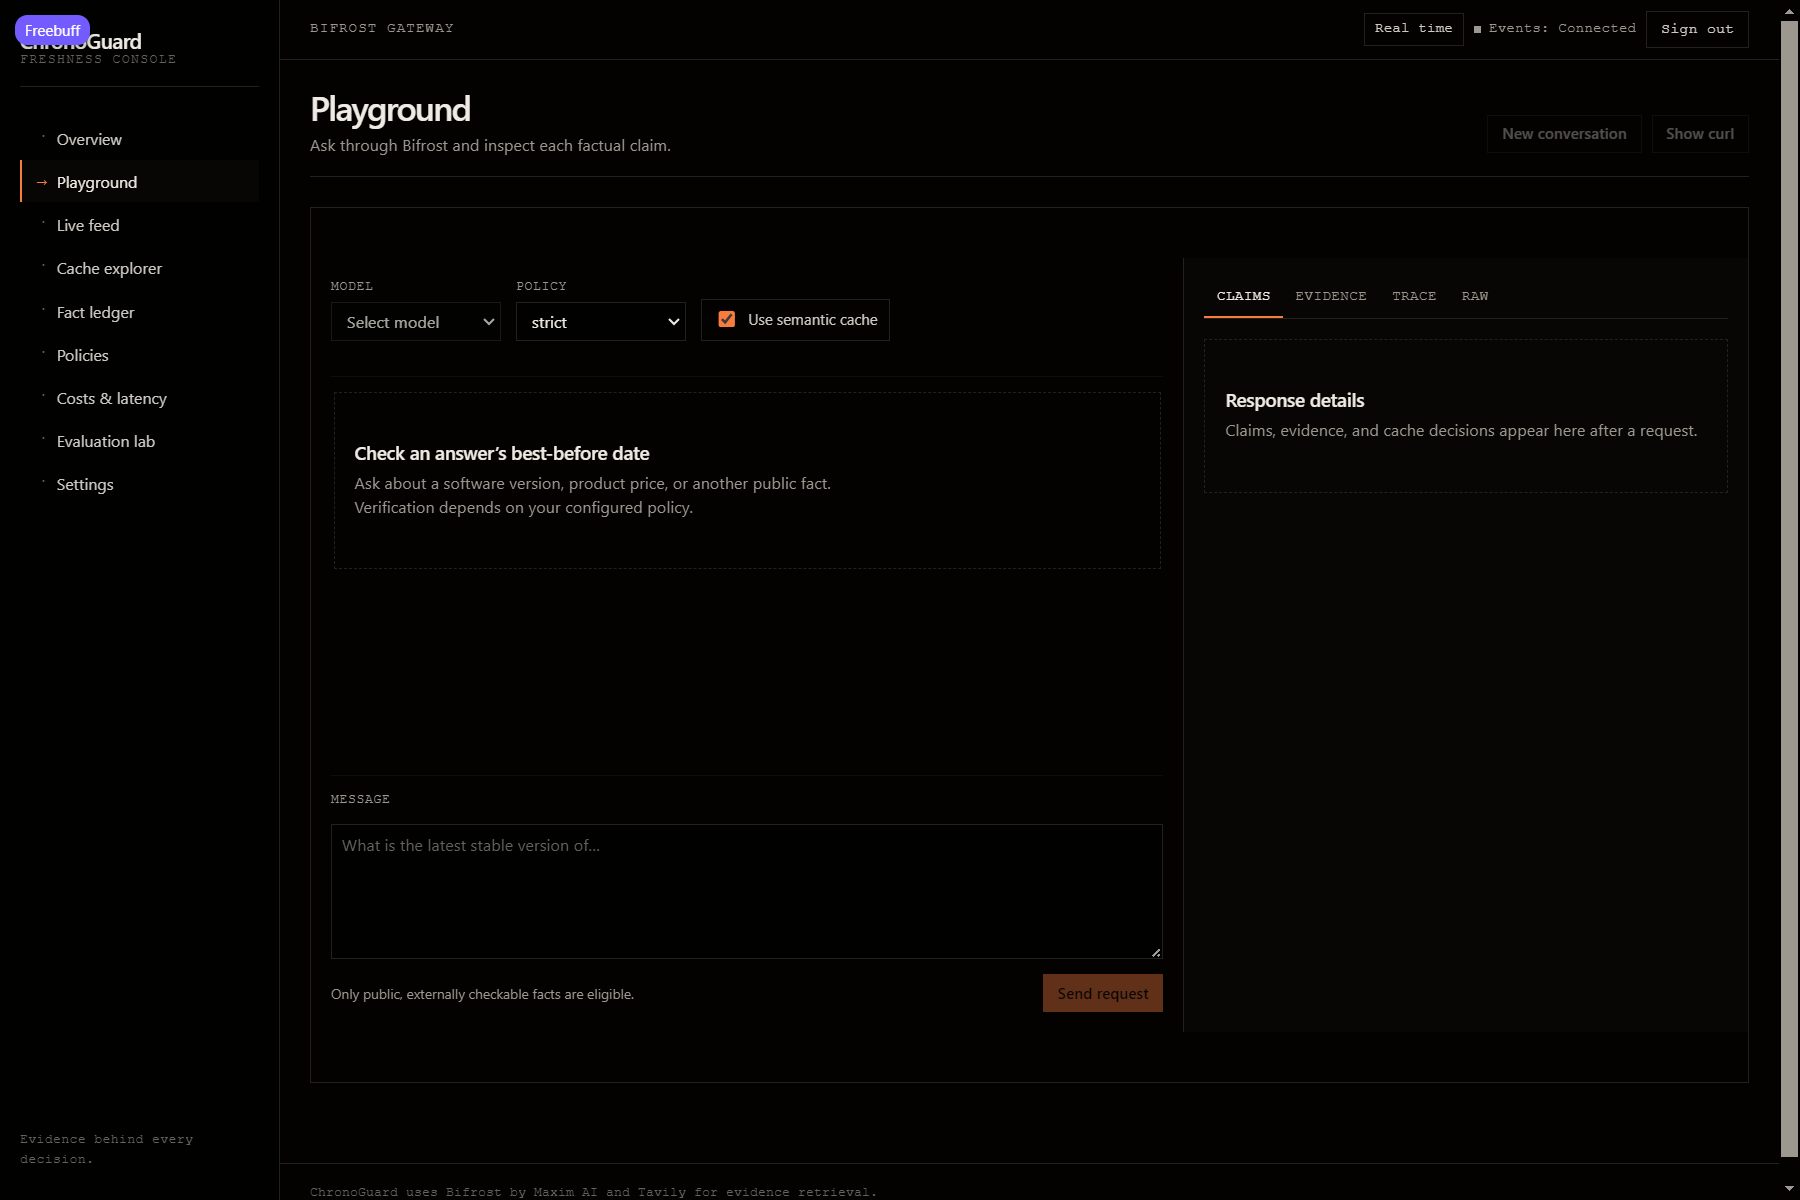 Freebuff
ChronoGuard
FRESHNESS CONSOLE
Overview
→ Playground
Live feed
Cache explorer
Fact ledger
Policies
Costs & latency
Evaluation lab
Settings
Evidence behind every
decision.
BIFROST GATEWAY
Real time
Events: Connected
Sign out
Playground
Ask through Bifrost and inspect each factual claim.
New conversation
Show curl
MODEL
POLICY
Select model
strict
Use semantic cache
Check an answer’s best-before date
Ask about a software version, product price, or another public fact.
Verification depends on your configured policy.
MESSAGE
What is the latest stable version of...
Only public, externally checkable facts are eligible.
Send request
CLAIMS EVIDENCE TRACE RAW
Response details
Claims, evidence, and cache decisions appear here after a request.
ChronoGuard uses Bifrost by Maxim AI and Tavily for evidence retrieval.